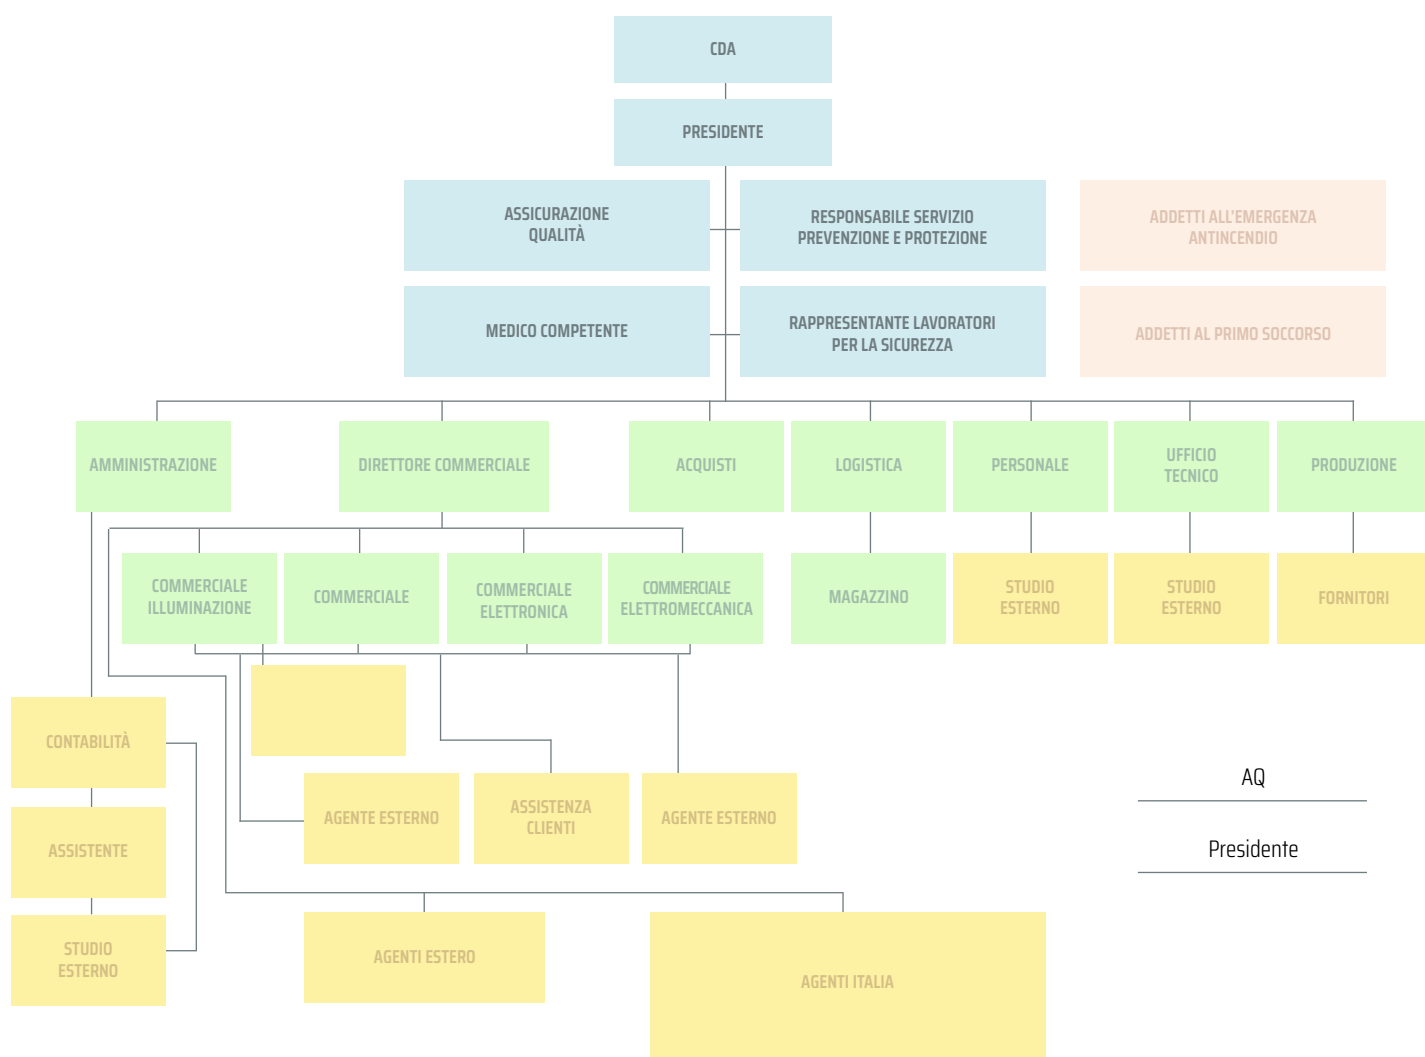 CDA
PRESIDENTE
ASSICURAZIONE
QUALITÀ
RESPONSABILE SERVIZIO
PREVENZIONE E PROTEZIONE
ADDETTI ALL'EMERGENZA
ANTINCENDIO
MEDICO COMPETENTE
RAPPRESENTANTE LAVORATORI
PER LA SICUREZZA
ADDETTI AL PRIMO SOCCORSO
AMMINISTRAZIONE
DIRETTORE COMMERCIALE
ACQUISTI
LOGISTICA
PERSONALE
UFFICIO
TECNICO
PRODUZIONE
COMMERCIALE
ILLUMINAZIONE
COMMERCIALE
COMMERCIALE
ELETTRONICA
COMMERCIALE
ELETTROMECCANICA
MAGAZZINO
STUDIO
ESTERNO
STUDIO
ESTERNO
FORNITORI
CONTABILITÀ
AGENTE ESTERNO
ASSISTENZA
CLIENTI
AGENTE ESTERNO
AQ
ASSISTENTE
Presidente
STUDIO
ESTERNO
AGENTI ESTERO
AGENTI ITALIA